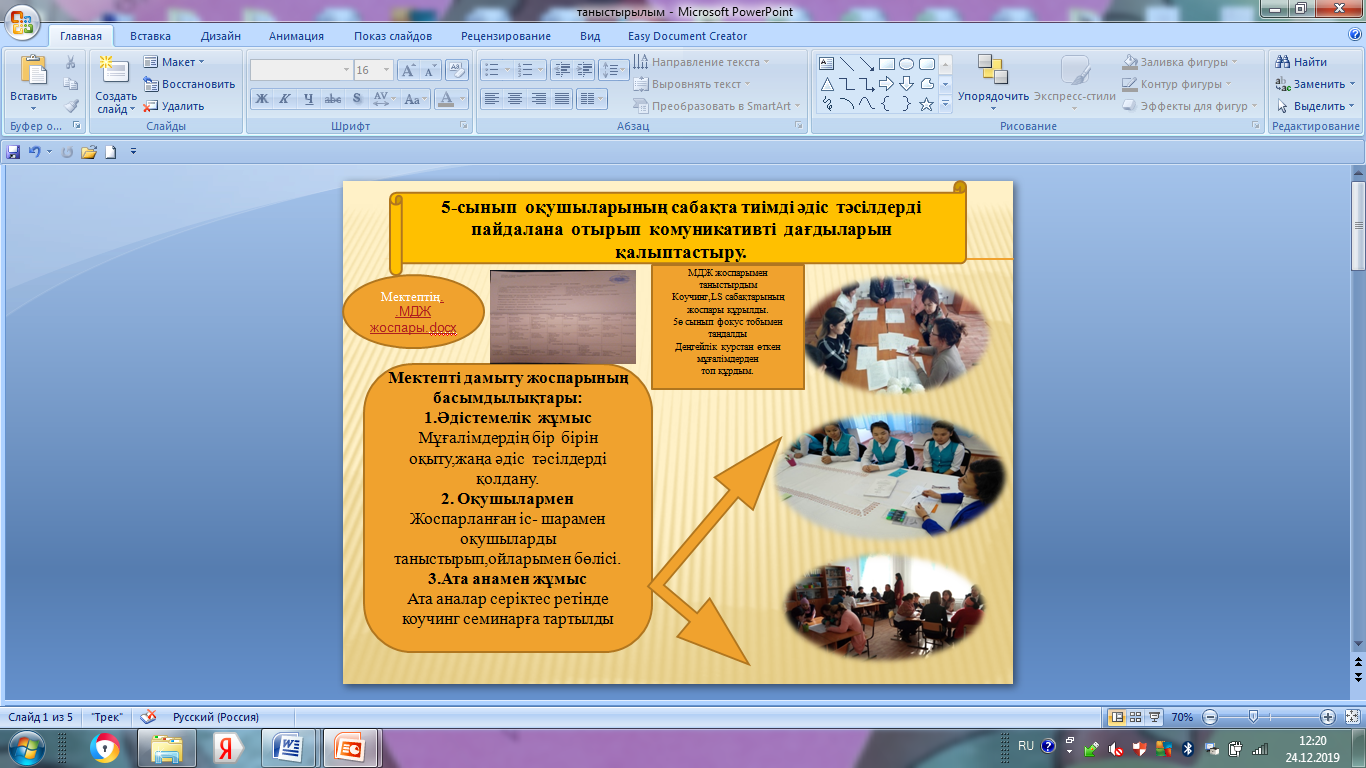 таныстырылым - Microsoft PowerPoint
Главная Вставка Дизайн Анимация Показ слайдов Рецензирование Вид Easy Document Creator
Вставить
Буфер о...
Создать слайд
Макет
Восстановить
Удалить
Слайды
16
Ж К Ч abc S AV Aa А
Шрифт
Направление текста
Выровнять текст
Преобразовать в SmartArt
Абзац
Упорядочить
Экспресс-стили
Заливка фигуры
Контур фигуры
Эффекты для фигур
Рисование
Найти
Заменить
Выделить
Редактирование
5-сынып оқушыларының сабақта тиімді әдіс тәсілдерді
пайдалана отырып комуникативті дағдыларын
қалыптастыру.
Мектептің
.МДЖ
жоспары.docx
МДЖ жоспарымен
таныстырдым
Коучинг,LS сабақтарының
жоспары құрылды.
5ө сынып фокус тобымен
таңдалды
Деңгейлік курстан өткен
мұғалімдерден
топ құрдым.
Мектепті дамыту жоспарының
басымдылықтары:
1.Әдістемелік жұмыс
Мұғалімдердің бір бірін
оқыту,жаңа әдіс тәсілдерді
қолдану.
2. Оқушылармен
Жоспарланған іс- шарамен
оқушыларды
таныстырып,ойларымен бөлісі.
3.Ата анамен жұмыс
Ата аналар серіктес ретінде
коучинг семинарға тартылды
Слайд 1 из 5 "Трек" Русский (Россия) 70%
RU 12:20
24.12.2019